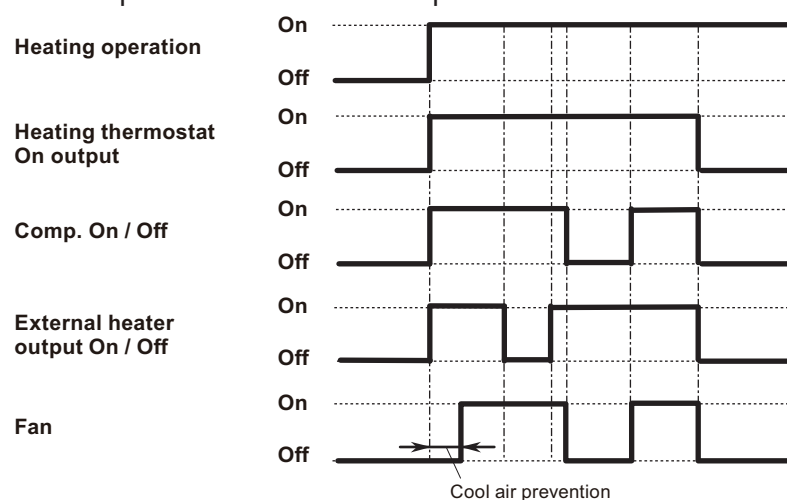 On
Heating operation
Off
On
Heating thermostat
On output
Off
On
Comp. On / Off
Off
On
External heater
output On / Off
Off
On
Fan
Off
Cool air prevention